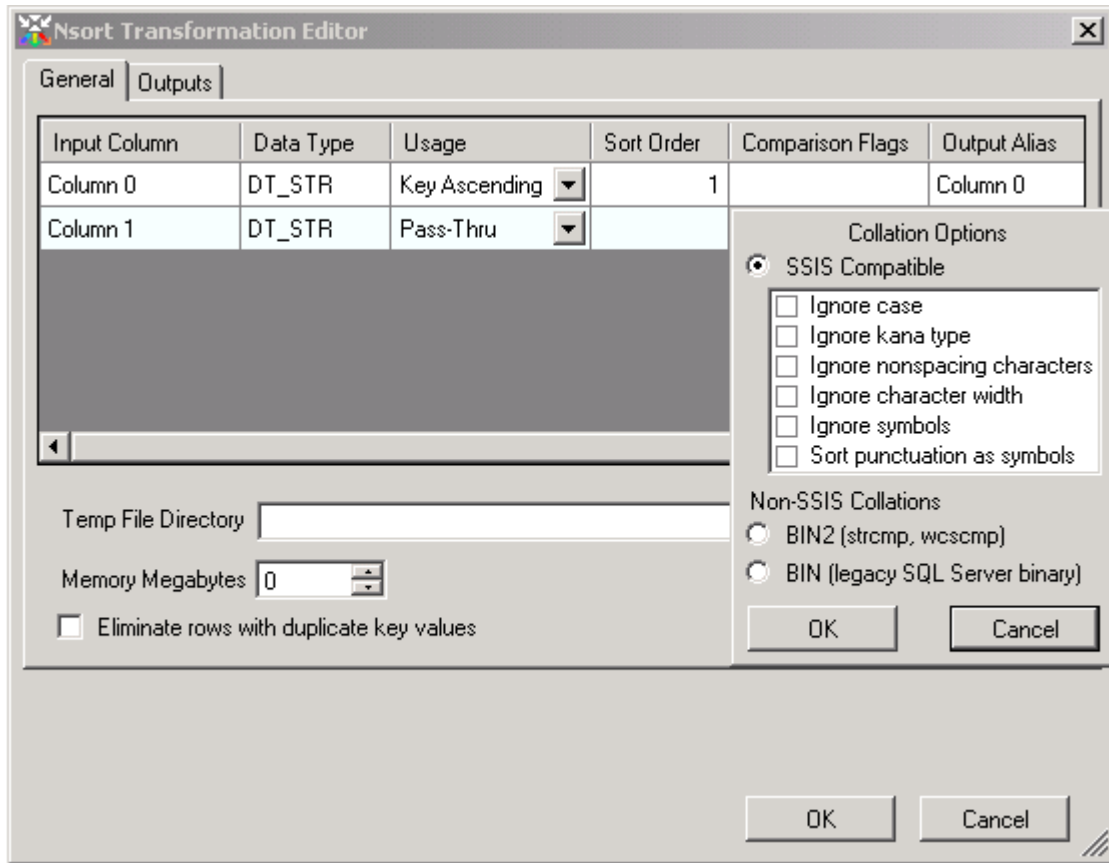 Nsort Transformation Editor
General Outputs
Input Column Data Type Usage Sort Order Comparison Flags Output Alias
Column 0 DT_STR Key Ascending 1 Column 0
Column 1 DT_STR Pass-Thru
Collation Options
SSIS Compatible
Ignore case
Ignore kana type
Ignore nonspacing characters
Ignore character width
Ignore symbols
Sort punctuation as symbols
Non-SSIS Collations
BIN2 (strcmp, wcscmp)
BIN (legacy SQL Server binary)
OK Cancel
Temp File Directory
Memory Megabytes 0
Eliminate rows with duplicate key values
OK Cancel